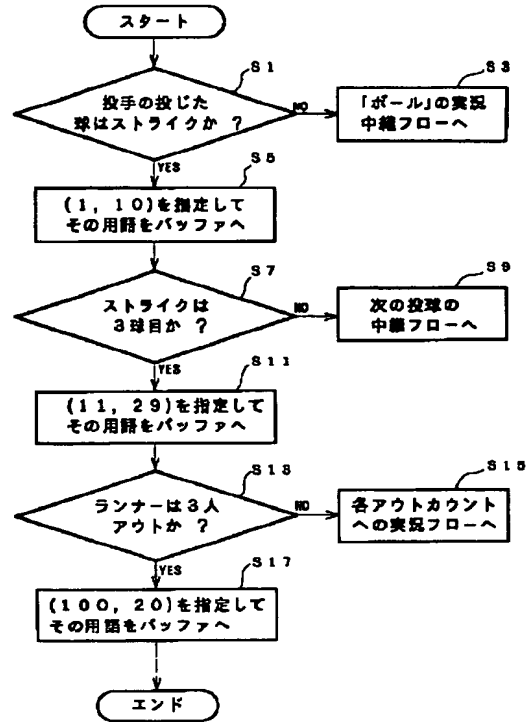 スタート
S1
投手の投じた
球はストライクか ?
NO
S3
「ボール」の実況
中継フローへ
YES
S5
(1, 10)を指定して
その用語をバッファへ
S7
ストライクは
3球目か ?
NO
S9
次の投球の
中継フローへ
YES
S11
(11, 29)を指定して
その用語をバッファへ
S13
ランナーは3人
アウトか ?
NO
S15
各アウトカウント
への実況フローへ
YES
S17
(100, 20)を指定して
その用語をバッファへ
エンド